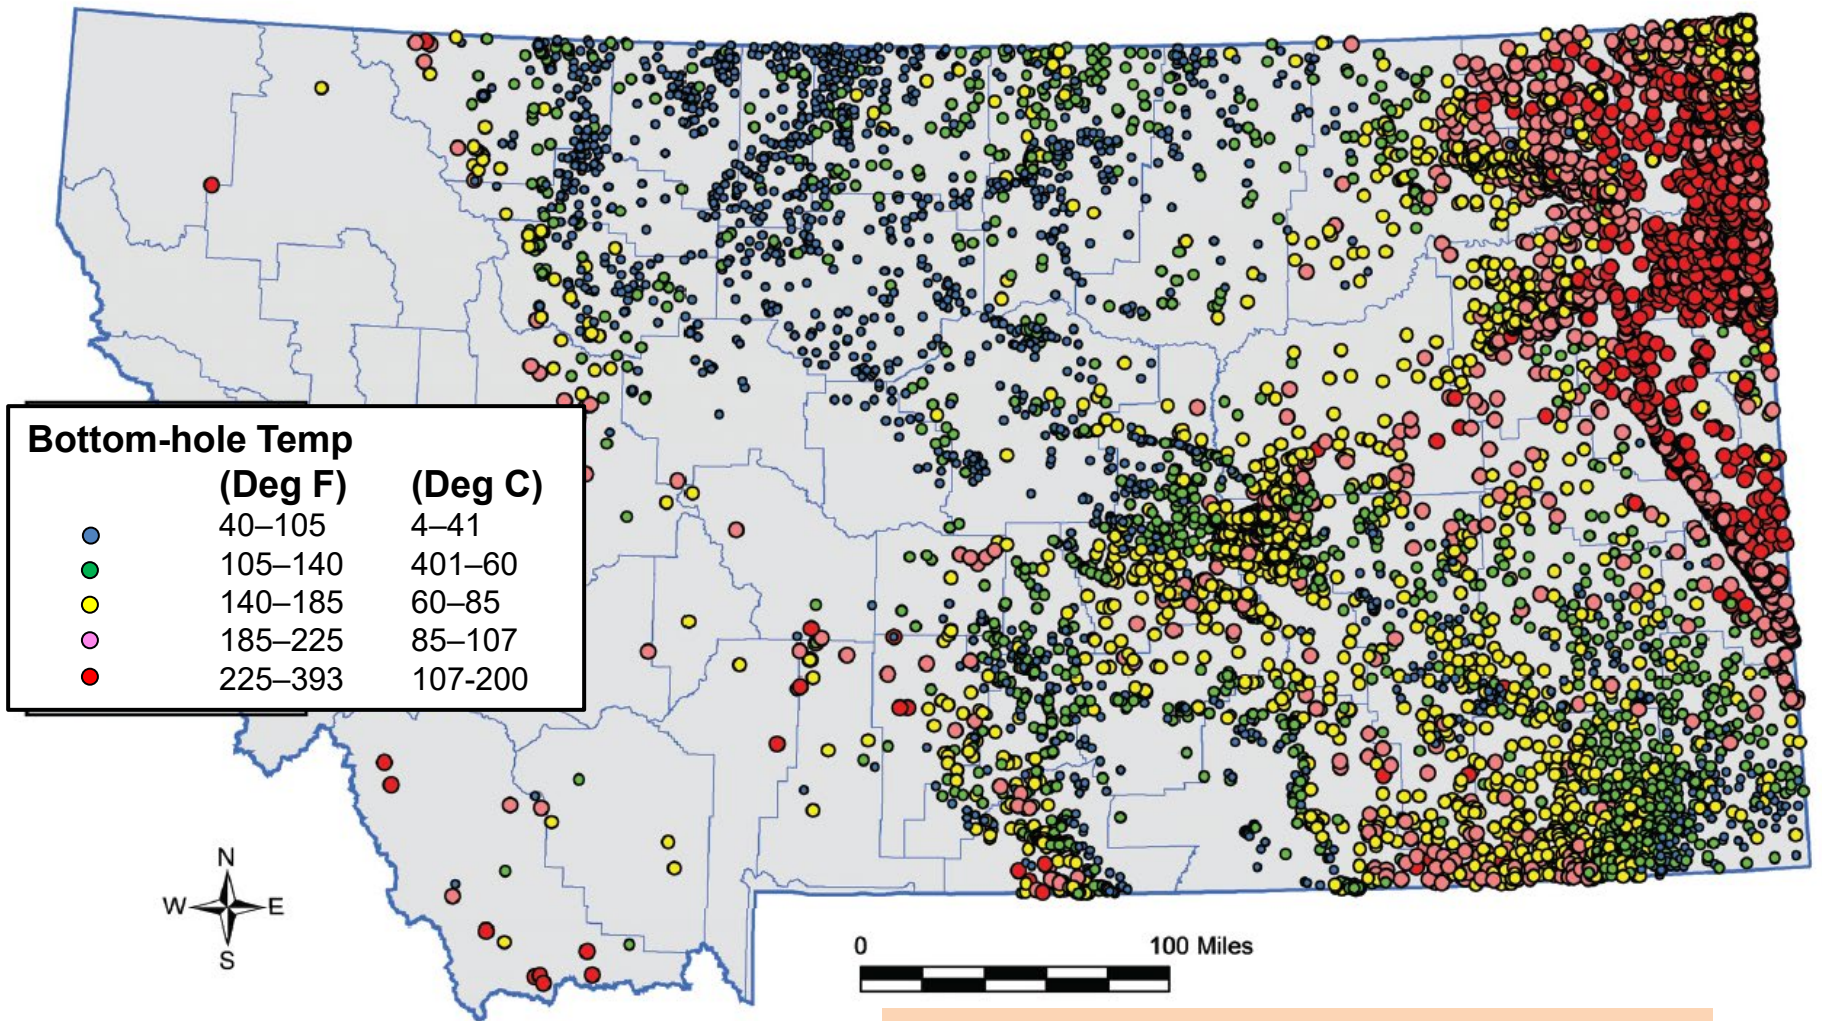 Bottom-hole Temp
(Deg F) (Deg C)
40–105 4–41
105–140 401–60
140–185 60–85
185–225 85–107
225–393 107-200
N
W E
S
0 100 Miles